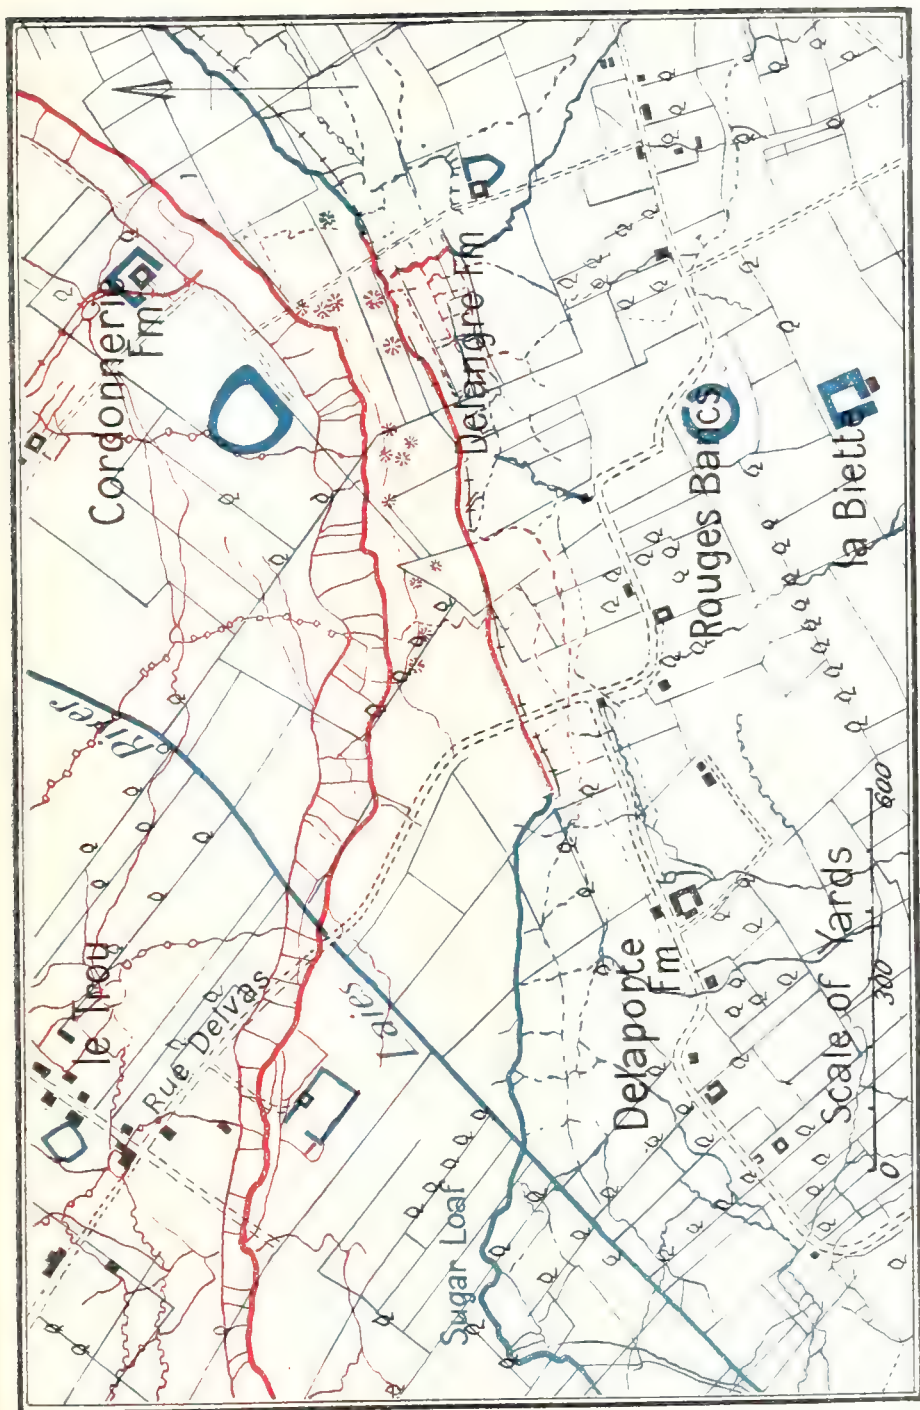 Cordonnerie
Fm
Delangre Fm
Rouges Bancs
la Biette
River
Laies
le Trou
Rue Delvas
Sugar Loaf
Delaporte
Fm
Scale of Yards
0 300 600